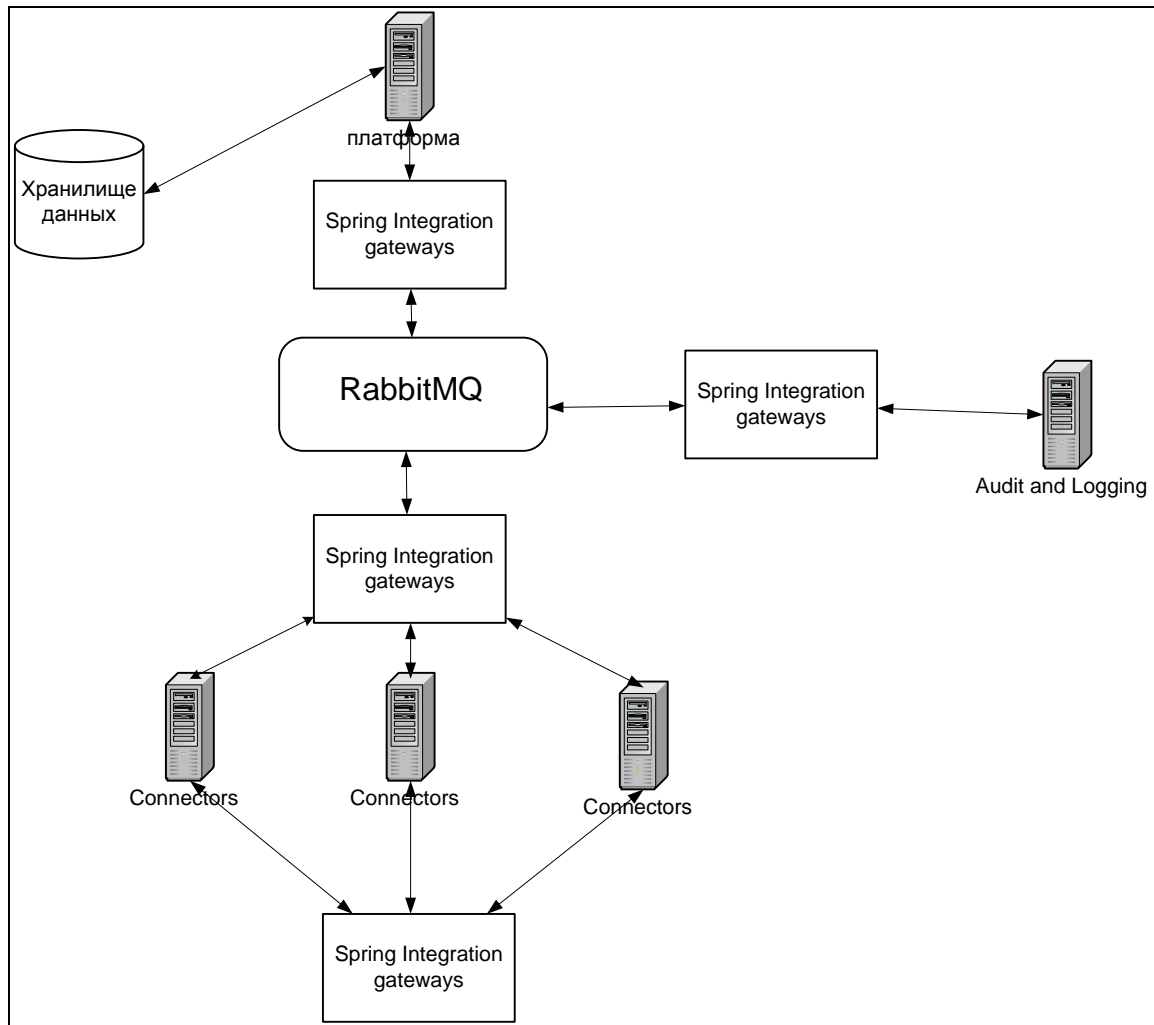 платформа
Хранилище
данных
Spring Integration
gateways
RabbitMQ
Spring Integration
gateways
Audit and Logging
Spring Integration
gateways
Connectors
Connectors
Connectors
Spring Integration
gateways